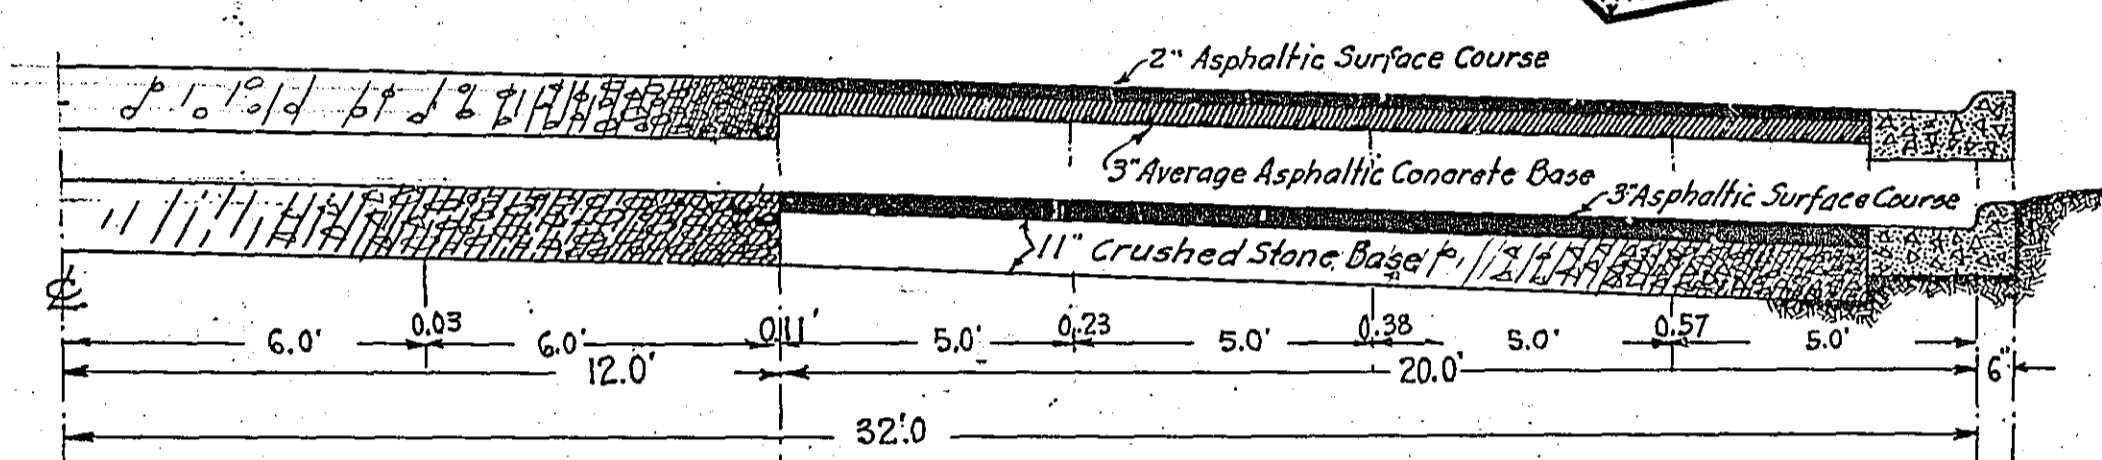 2" Asphaltic Surface Course
3" Average Asphaltic Concrete Base
3" Asphaltic Surface Course
11" Crushed Stone Base
℄
0.03 0.11' 0.23 0.38 0.57
6.0' 6.0' 5.0' 5.0' 5.0' 5.0'
12.0' 20.0' 6"
32'.0